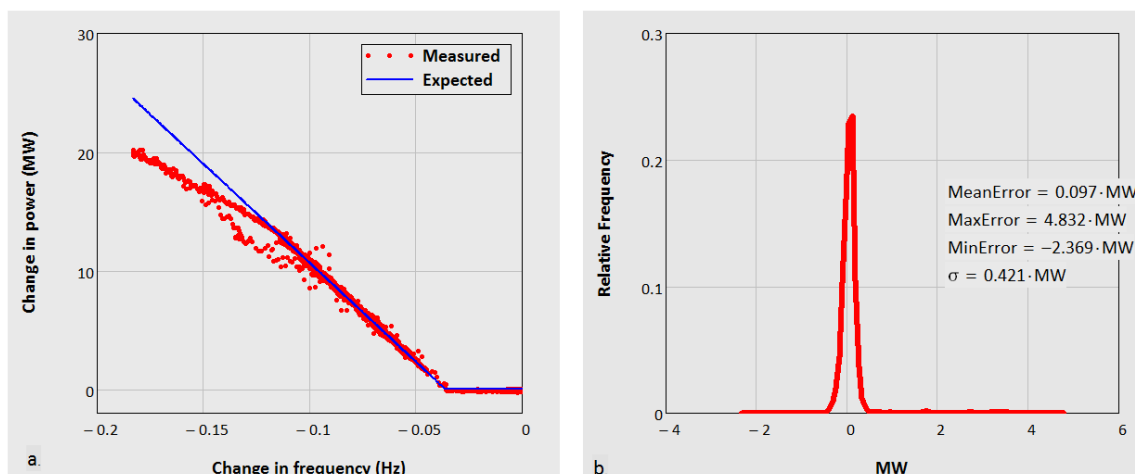 30
20
10
0
−0.2
−0.15
−0.1
−0.05
0
Change in power (MW)
Change in frequency (Hz)
Measured
Expected
a.
0.3
0.2
0.1
0
−4
−2
0
2
4
6
Relative Frequency
MW
MeanError = 0.097·MW
MaxError = 4.832·MW
MinError = −2.369·MW
σ = 0.421·MW
b